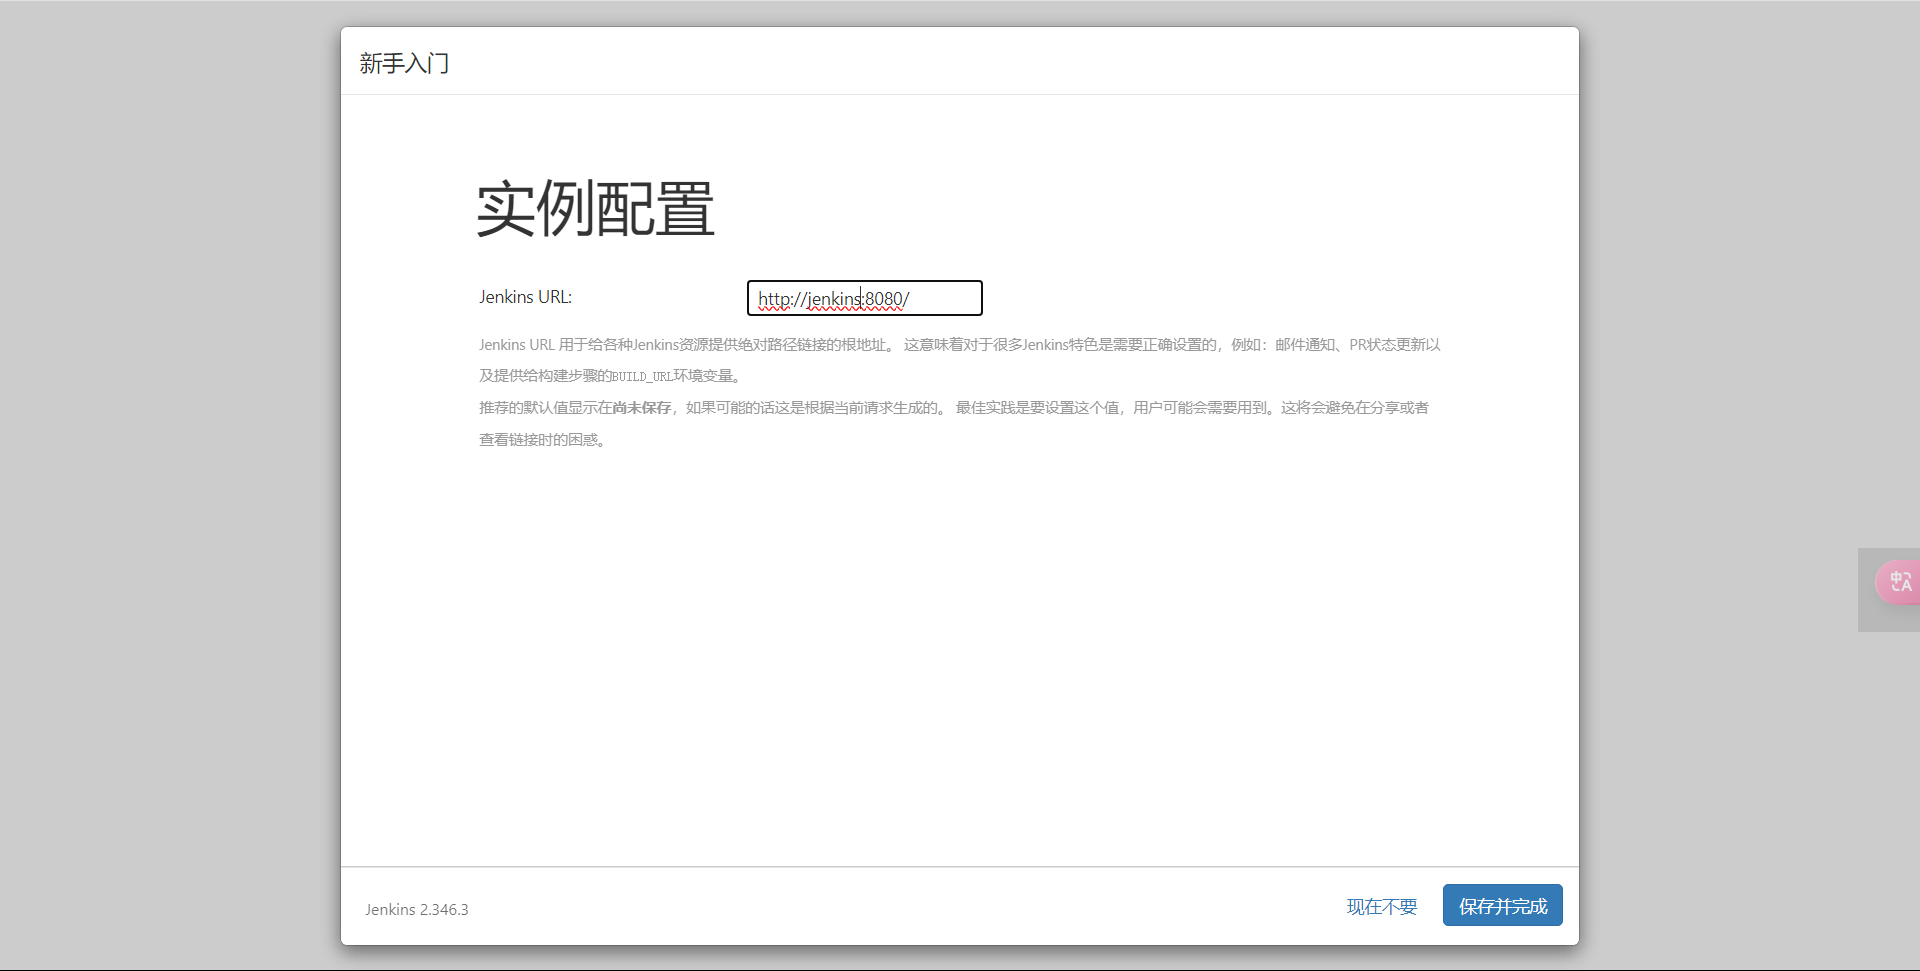 新手入门
实例配置
Jenkins URL:
http://jenkins:8080/
Jenkins URL 用于给各种Jenkins资源提供绝对路径链接的根地址。 这意味着对于很多Jenkins特色是需要正确设置的，例如：邮件通知、PR状态更新以
及提供给构建步骤的BUILD_URL环境变量。
推荐的默认值显示在尚未保存，如果可能的话这是根据当前请求生成的。 最佳实践是要设置这个值，用户可能会需要用到。这将会避免在分享或者
查看链接时的困惑。
中A
Jenkins 2.346.3
现在不要
保存并完成